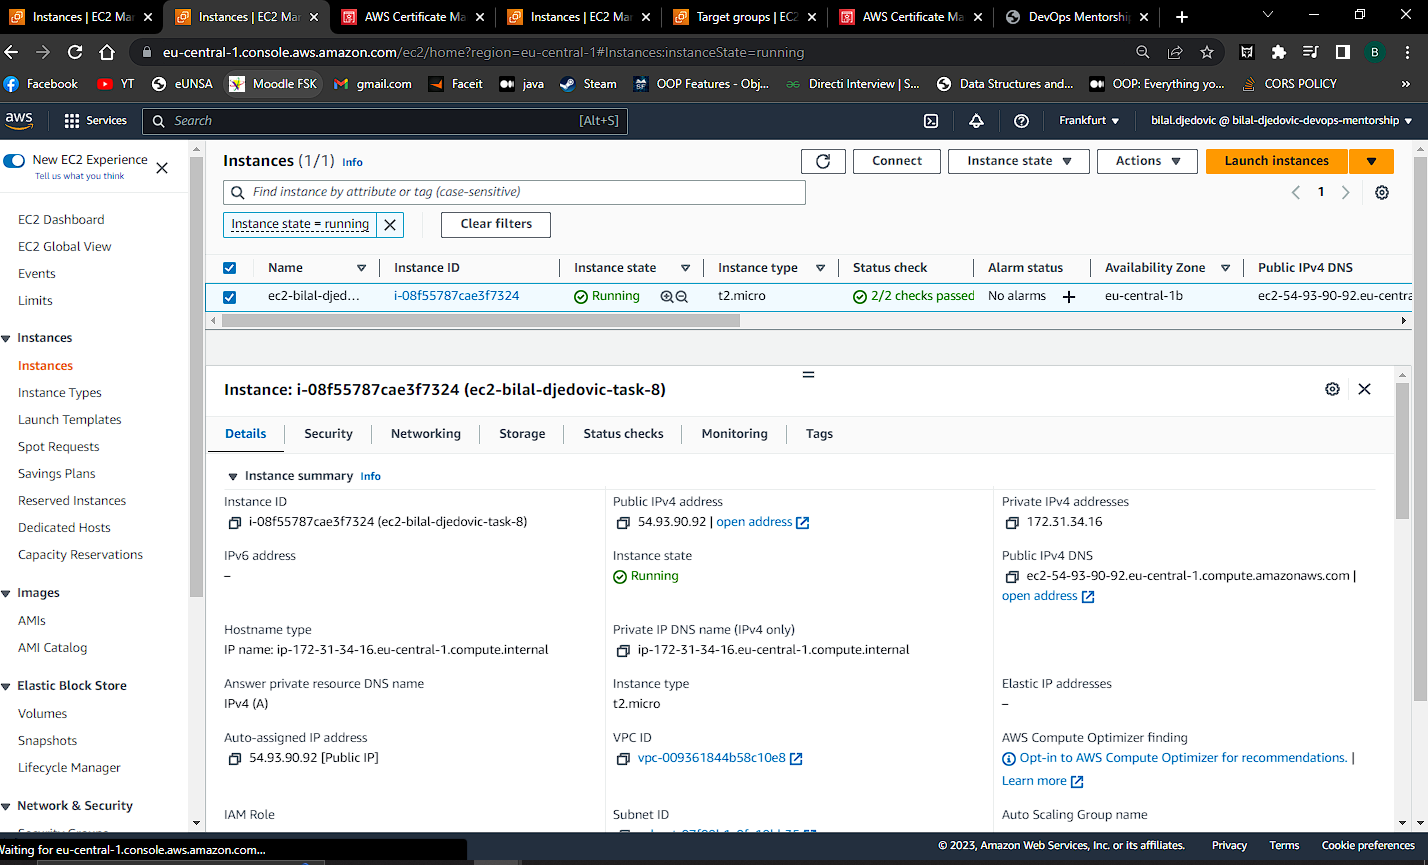 Instances | EC2 Mar
Instances | EC2 Mar
AWS Certificate Ma
Instances | EC2 Mar
Target groups | EC2
AWS Certificate Ma
DevOps Mentorshi
eu-central-1.console.aws.amazon.com/ec2/home?region=eu-central-1#Instances:instanceState=running
B
Facebook
YT
eUNSA
Moodle FSK
gmail.com
Faceit
java
Steam
OOP Features - Obj...
Directi Interview | S...
Data Structures and...
OOP: Everything yo...
CORS POLICY
»
aws
Services
Search
[Alt+S]
Frankfurt
bilal.djedovic @ bilal-djedovic-devops-mentorship
New EC2 Experience
Tell us what you think
EC2 Dashboard
EC2 Global View
Events
Limits
Instances
Instances
Instance Types
Launch Templates
Spot Requests
Savings Plans
Reserved Instances
Dedicated Hosts
Capacity Reservations
Images
AMIs
AMI Catalog
Elastic Block Store
Volumes
Snapshots
Lifecycle Manager
Network & Security
Instances (1/1) Info
Connect
Instance state
Actions
Launch instances
Find instance by attribute or tag (case-sensitive)
1
Instance state = running
Clear filters
Name
Instance ID
Instance state
Instance type
Status check
Alarm status
Availability Zone
Public IPv4 DNS
ec2-bilal-djed...
i-08f55787cae3f7324
Running
t2.micro
2/2 checks passed
No alarms
eu-central-1b
ec2-54-93-90-92.eu-centra
Instance: i-08f55787cae3f7324 (ec2-bilal-djedovic-task-8)
Details
Security
Networking
Storage
Status checks
Monitoring
Tags
Instance summary Info
Instance ID
i-08f55787cae3f7324 (ec2-bilal-djedovic-task-8)
Public IPv4 address
54.93.90.92 | open address
Private IPv4 addresses
172.31.34.16
IPv6 address
–
Instance state
Running
Public IPv4 DNS
ec2-54-93-90-92.eu-central-1.compute.amazonaws.com |
open address
Hostname type
IP name: ip-172-31-34-16.eu-central-1.compute.internal
Private IP DNS name (IPv4 only)
ip-172-31-34-16.eu-central-1.compute.internal
Answer private resource DNS name
IPv4 (A)
Instance type
t2.micro
Elastic IP addresses
–
Auto-assigned IP address
54.93.90.92 [Public IP]
VPC ID
vpc-009361844b58c10e8
AWS Compute Optimizer finding
Opt-in to AWS Compute Optimizer for recommendations. |
Learn more
IAM Role
Subnet ID
Auto Scaling Group name
Waiting for eu-central-1.console.aws.amazon.com...
© 2023, Amazon Web Services, Inc. or its affiliates.
Privacy
Terms
Cookie preferences